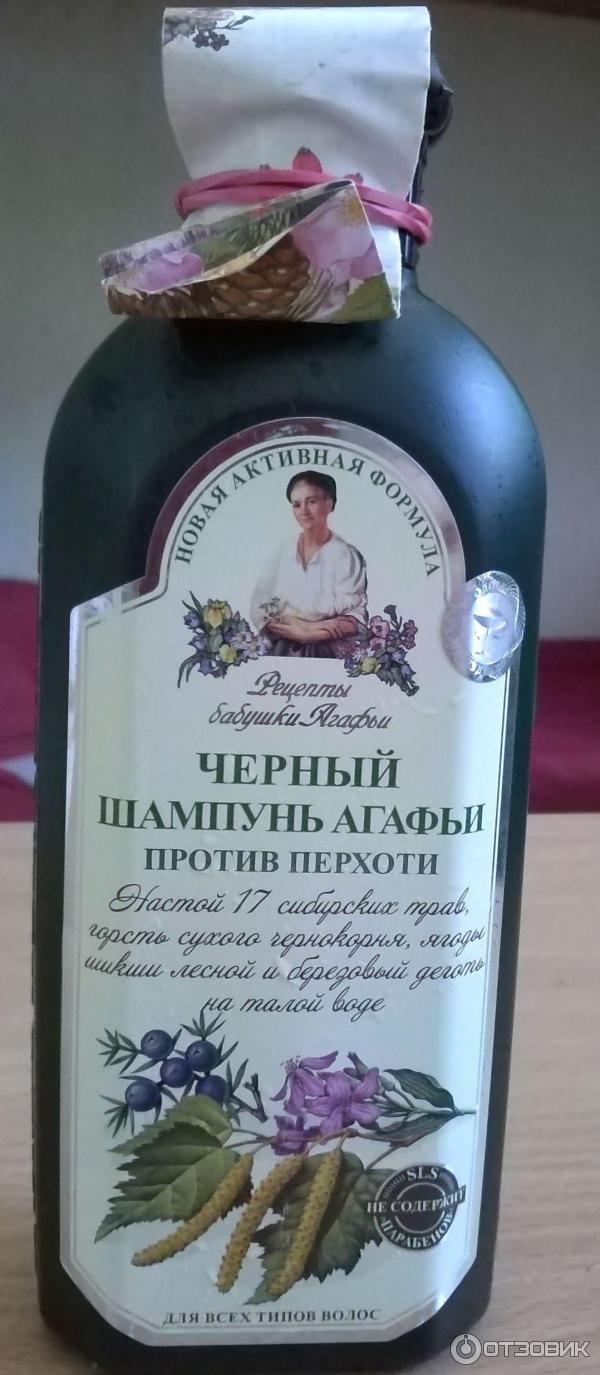 НОВАЯ АКТИВНАЯ ФОРМУЛА
Рецепты
бабушки Агафьи
ЧЕРНЫЙ
ШАМПУНЬ АГАФЬИ
ПРОТИВ ПЕРХОТИ
Настой 17 сибирских трав,
горсть сухого чернокорня, ягоды
шикши лесной и березовый деготь
на талой воде
SLS
НЕ СОДЕРЖИТ
ПАРАБЕНОВ
ДЛЯ ВСЕХ ТИПОВ ВОЛОС
ОТЗОВИК